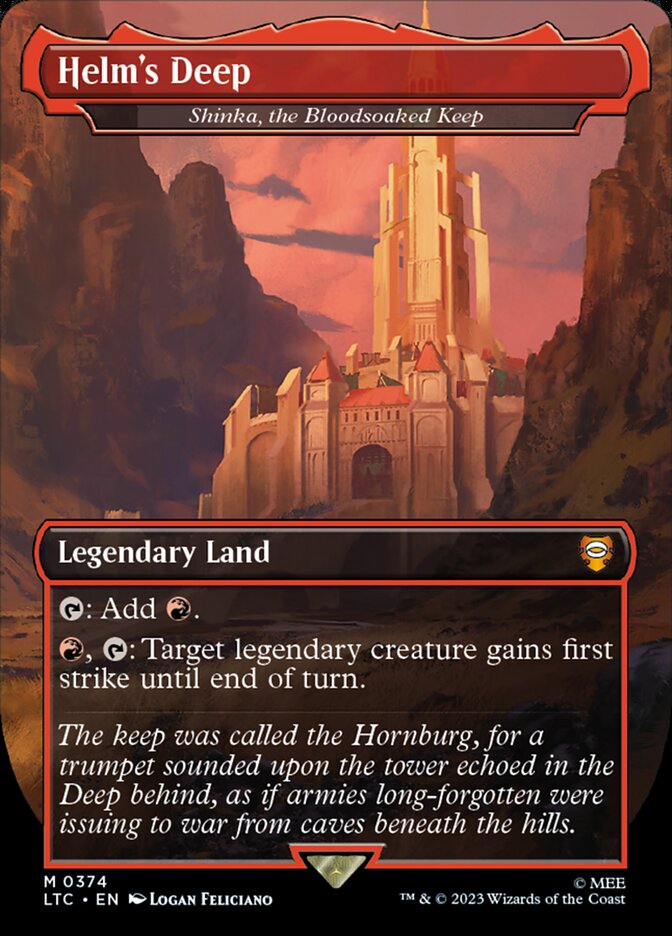 Helm's Deep
Shinka, the Bloodsoaked Keep
Legendary Land
: Add .
, : Target legendary creature gains first
strike until end of turn.
The keep was called the Hornburg, for a
trumpet sounded upon the tower echoed in the
Deep behind, as if armies long-forgotten were
issuing to war from caves beneath the hills.
M 0374
© MEE
LTC • EN Logan Feliciano
™ & © 2023 Wizards of the Coast